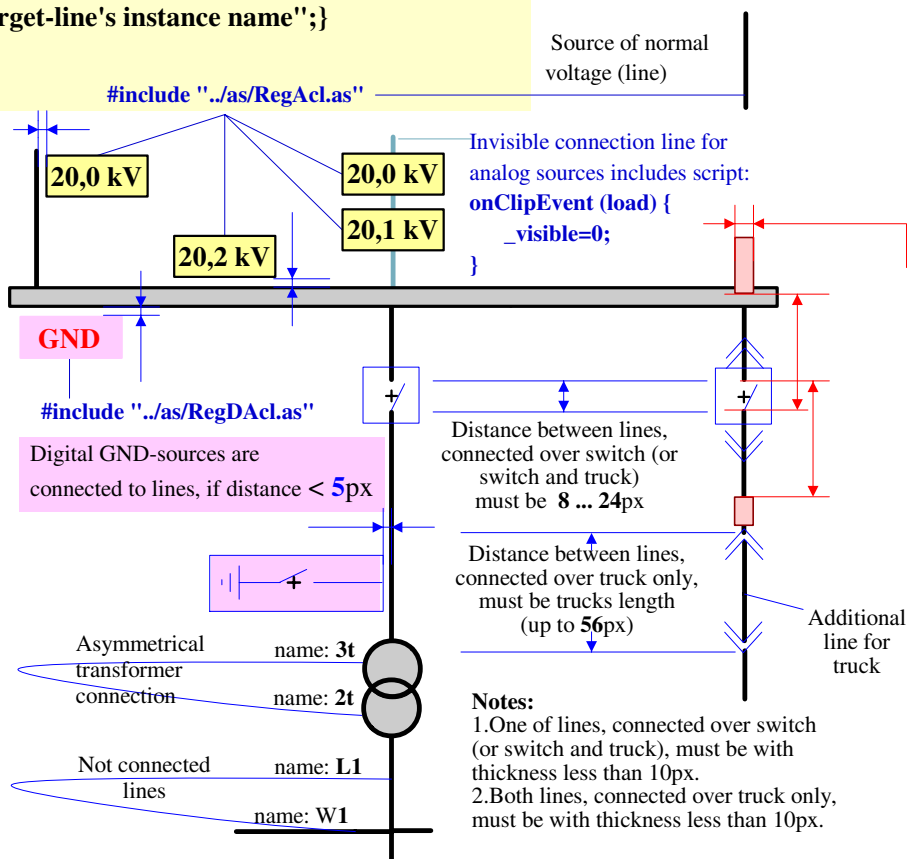 rget-line's instance name";}
Source of normal
voltage (line)
#include "../as/RegAcl.as"
Invisible connection line for
analog sources includes script:
onClipEvent (load) {
_visible=0;
}
20,0 kV
20,0 kV
20,1 kV
20,2 kV
GND
#include "../as/RegDAcl.as"
Digital GND-sources are
connected to lines, if distance < 5px
Distance between lines,
connected over switch (or
switch and truck)
must be 8 ... 24px
Distance between lines,
connected over truck only,
must be trucks length
(up to 56px)
Additional
line for
truck
Asymmetrical
transformer
connection
name: 3t
name: 2t
Not connected
lines
name: L1
name: W1
Notes:
1.One of lines, connected over switch
(or switch and truck), must be with
thickness less than 10px.
2.Both lines, connected over truck only,
must be with thickness less than 10px.